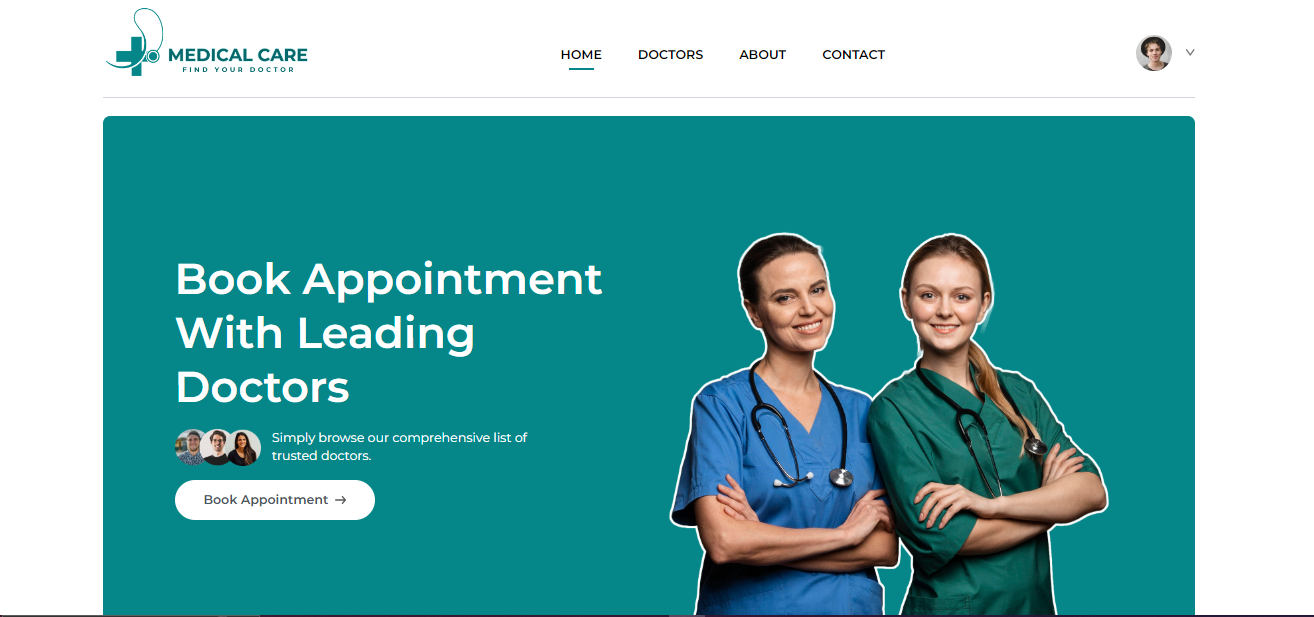 MEDICAL CARE
FIND YOUR DOCTOR
HOME
DOCTORS
ABOUT
CONTACT
Book Appointment
With Leading
Doctors
Simply browse our comprehensive list of
trusted doctors.
Book Appointment →